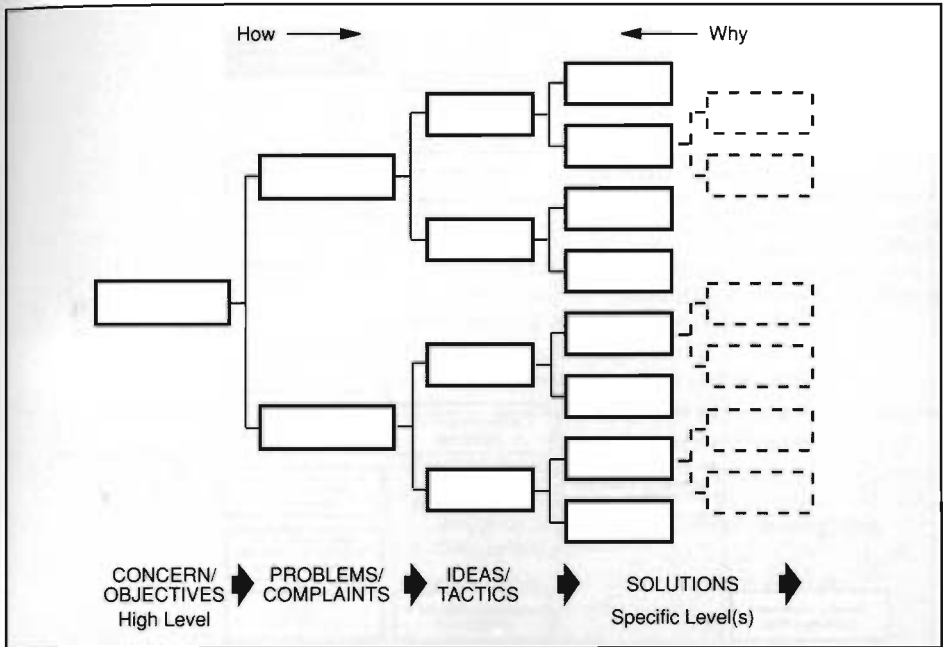 How
Why
CONCERN/
OBJECTIVES
High Level
PROBLEMS/
COMPLAINTS
IDEAS/
TACTICS
SOLUTIONS
Specific Level(s)